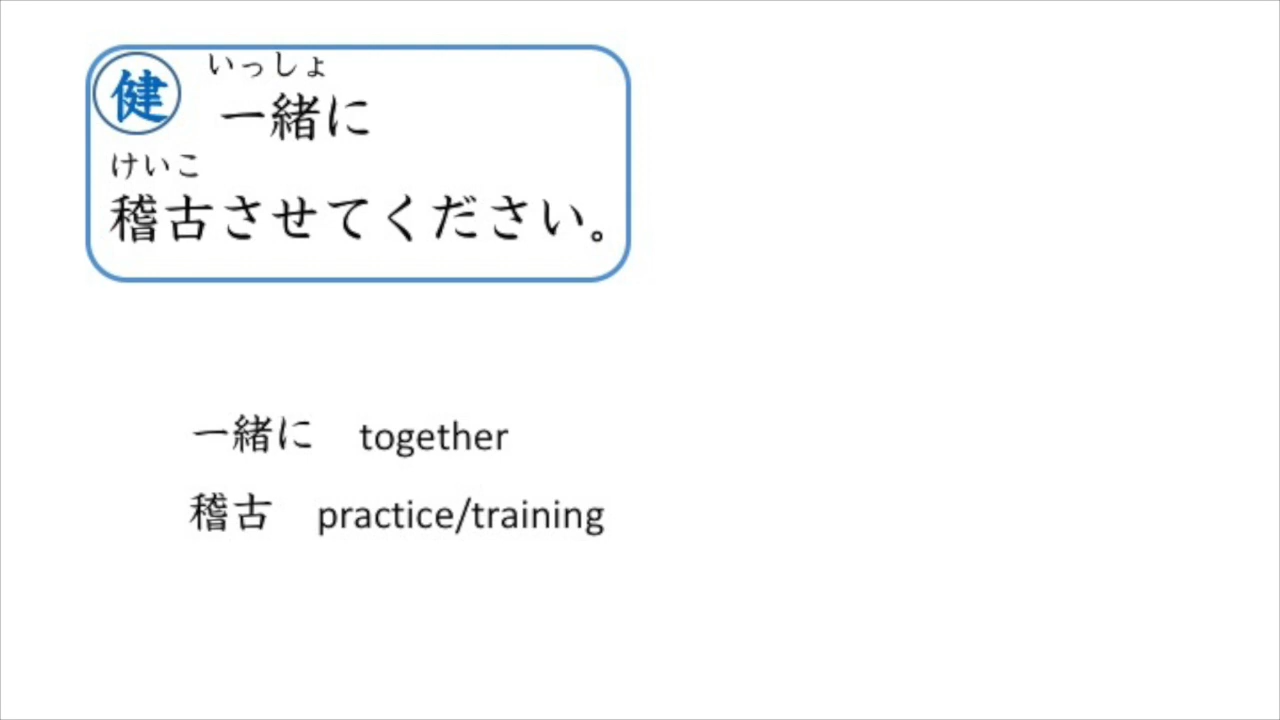 いっしょ
健 一緒に
けいこ
稽古させてください。
一緒に together
稽古 practice/training